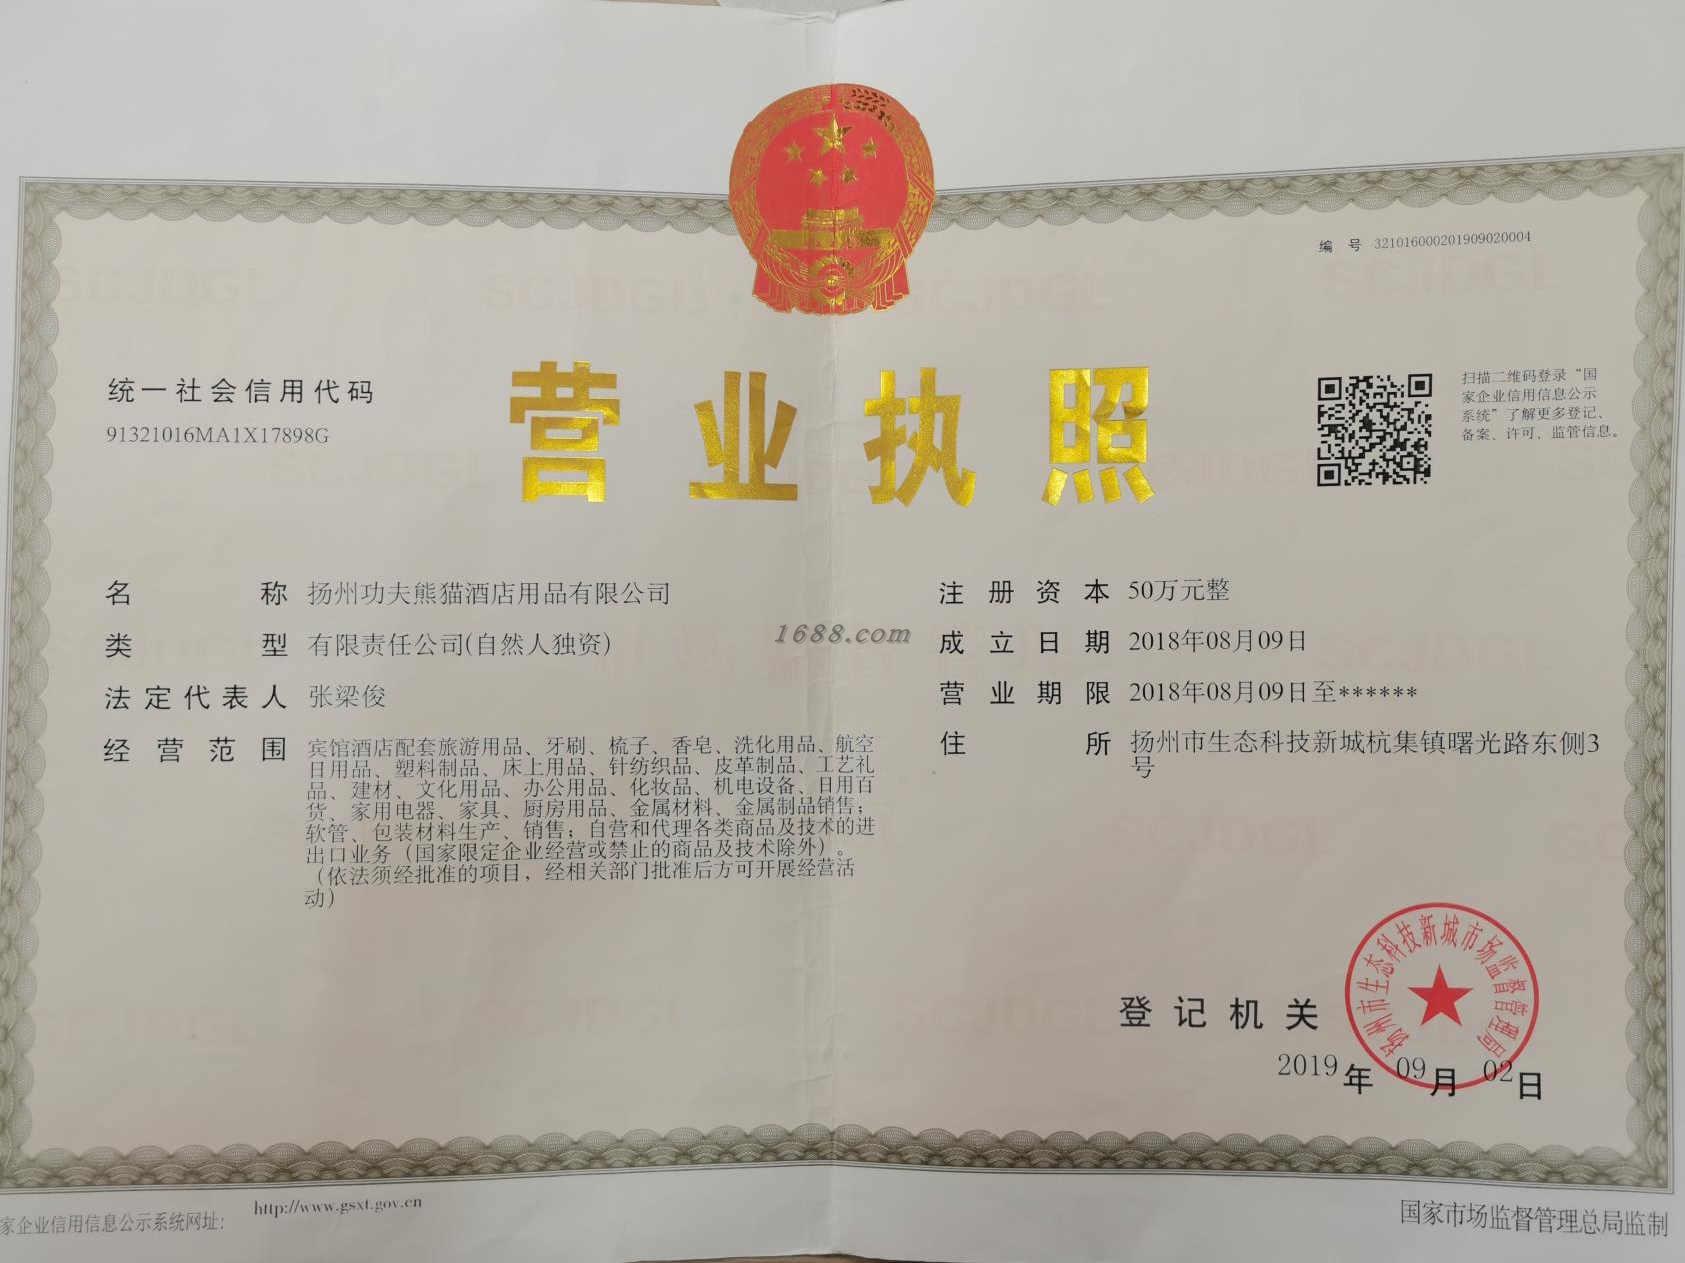 编 号 321016000201909020004
统一社会信用代码
91321016MA1X17898G
营业执照
扫描二维码登录“国
家企业信用信息公示
系统”了解更多登记、
备案、许可、监管信息。
名 称 扬州功夫熊猫酒店用品有限公司
类 型 有限责任公司(自然人独资)
法定代表人 张梁俊
经营范围 宾馆酒店配套旅游用品、牙刷、梳子、香皂、洗化用品、航空
日用品、塑料制品、床上用品、针纺织品、皮革制品、工艺礼
品、建材、文化用品、办公用品、化妆品、机电设备、日用百
货、家用电器、家具、厨房用品、金属材料、金属制品销售；
软管、包装材料生产、销售；自营和代理各类商品及技术的进
出口业务（国家限定企业经营或禁止的商品及技术除外）。
（依法须经批准的项目，经相关部门批准后方可开展经营活
动）
1688.com
注册资本 50万元整
成立日期 2018年08月09日
营业期限 2018年08月09日至******
住 所 扬州市生态科技新城杭集镇曙光路东侧3
号
登记机关
扬州市生态科技新城市场监督管理局
2019年09月02日
家企业信用信息公示系统网址：
http://www.gsxt.gov.cn
国家市场监督管理总局监制